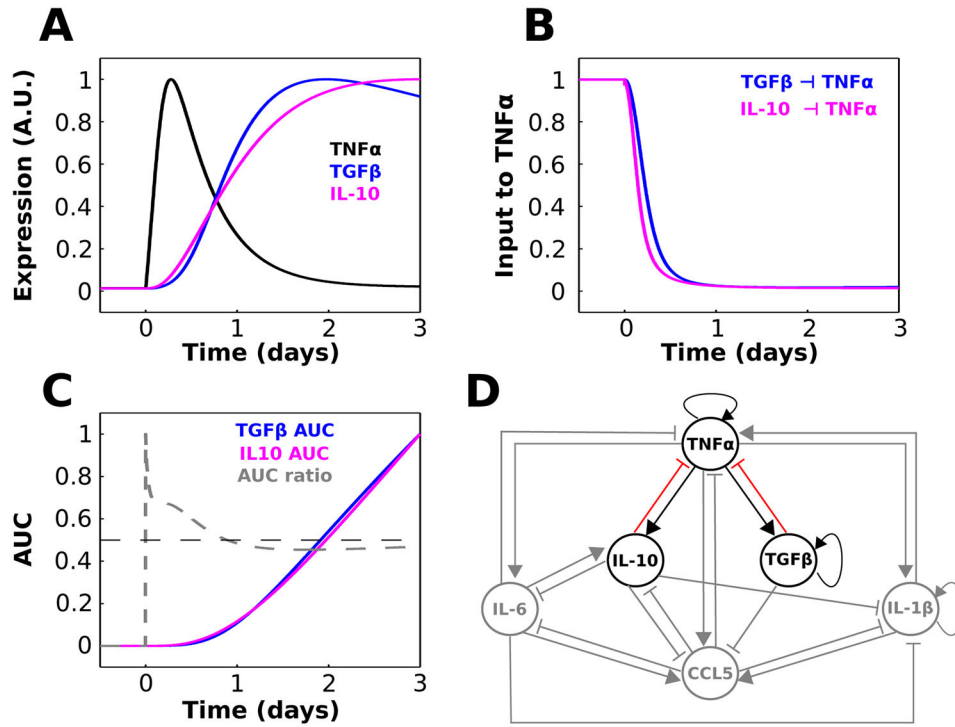 A
Expression (A.U.)
1
0.8
0.6
0.4
0.2
0
TNFα
TGFβ
IL-10
0 1 2 3
Time (days)
B
Input to TNFα
1
0.8
0.6
0.4
0.2
0
TGFβ ⊣ TNFα
IL-10 ⊣ TNFα
0 1 2 3
Time (days)
C
AUC
1
0.8
0.6
0.4
0.2
0
TGFβ AUC
IL10 AUC
AUC ratio
0 1 2 3
Time (days)
D
TNFα
IL-10
TGFβ
IL-6
IL-1β
CCL5